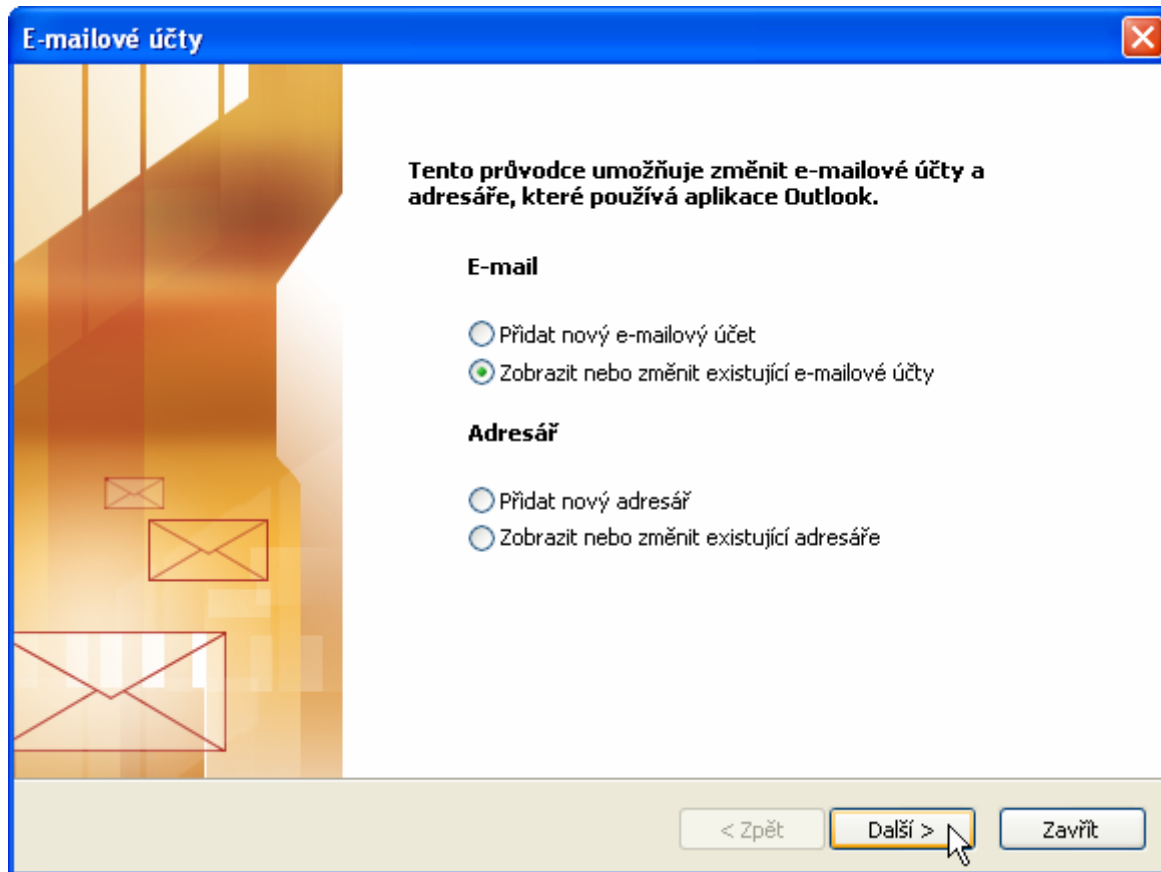 E-mailové účty
Tento průvodce umožňuje změnit e-mailové účty a
adresáře, které používá aplikace Outlook.
E-mail
Přidat nový e-mailový účet
Zobrazit nebo změnit existující e-mailové účty
Adresář
Přidat nový adresář
Zobrazit nebo změnit existující adresáře
< Zpět
Další >
Zavřít